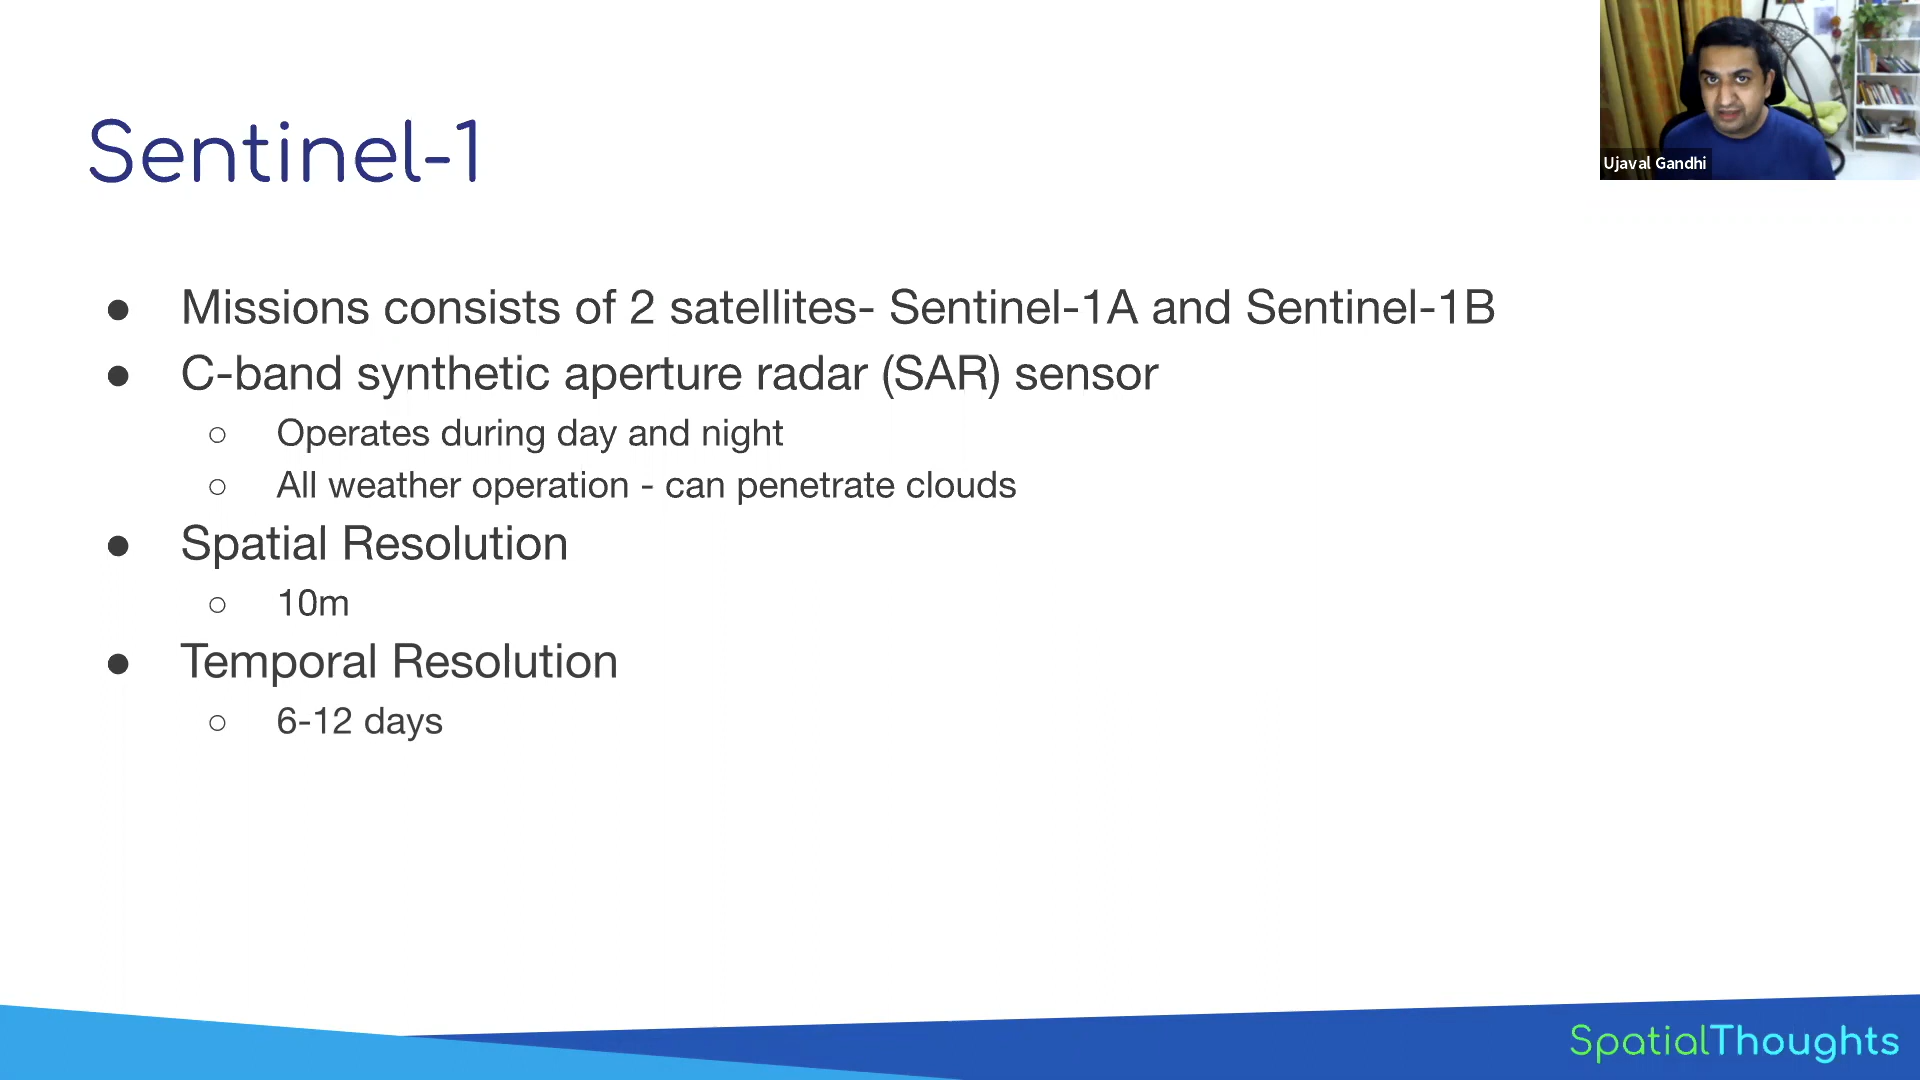 Ujaval Gandhi
Sentinel-1
● Missions consists of 2 satellites- Sentinel-1A and Sentinel-1B
● C-band synthetic aperture radar (SAR) sensor
○ Operates during day and night
○ All weather operation - can penetrate clouds
● Spatial Resolution
○ 10m
● Temporal Resolution
○ 6-12 days
SpatialThoughts